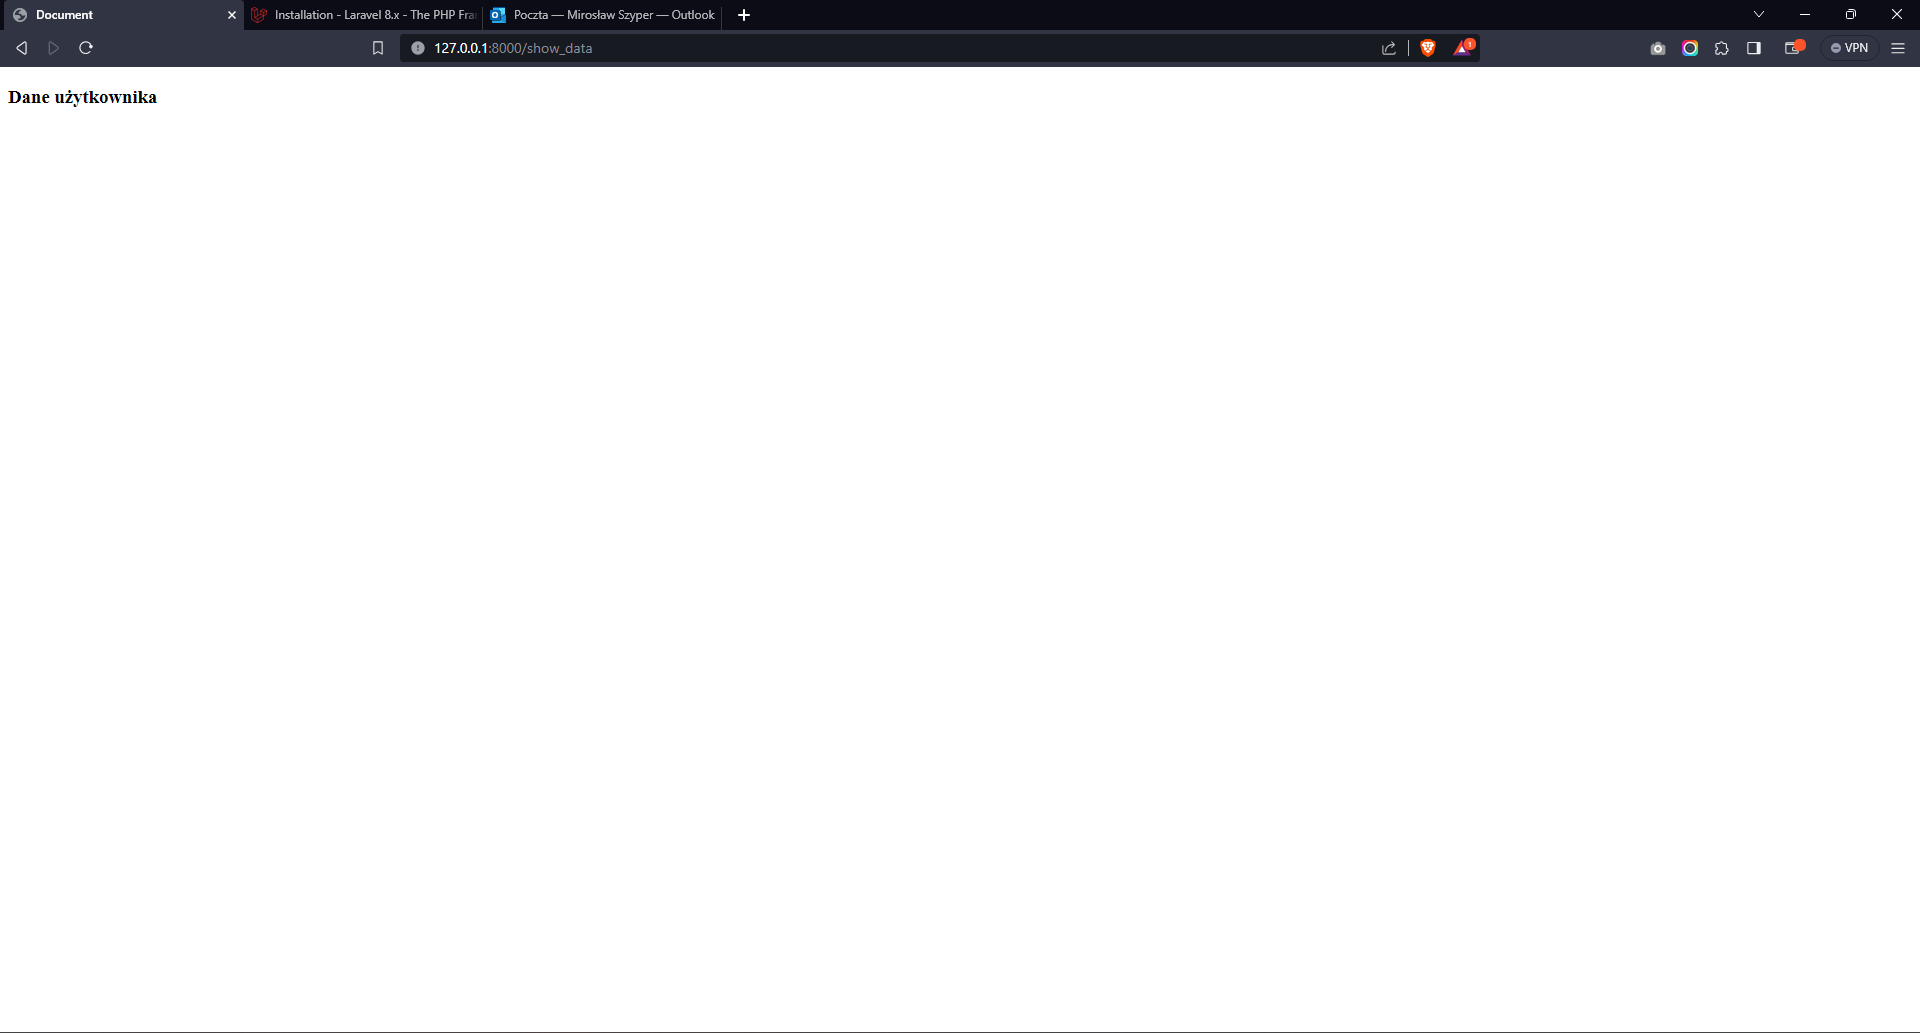 Document
Installation - Laravel 8.x - The PHP Fra
Poczta — Mirosław Szyper — Outlook
127.0.0.1:8000/show_data
1
VPN
Dane użytkownika